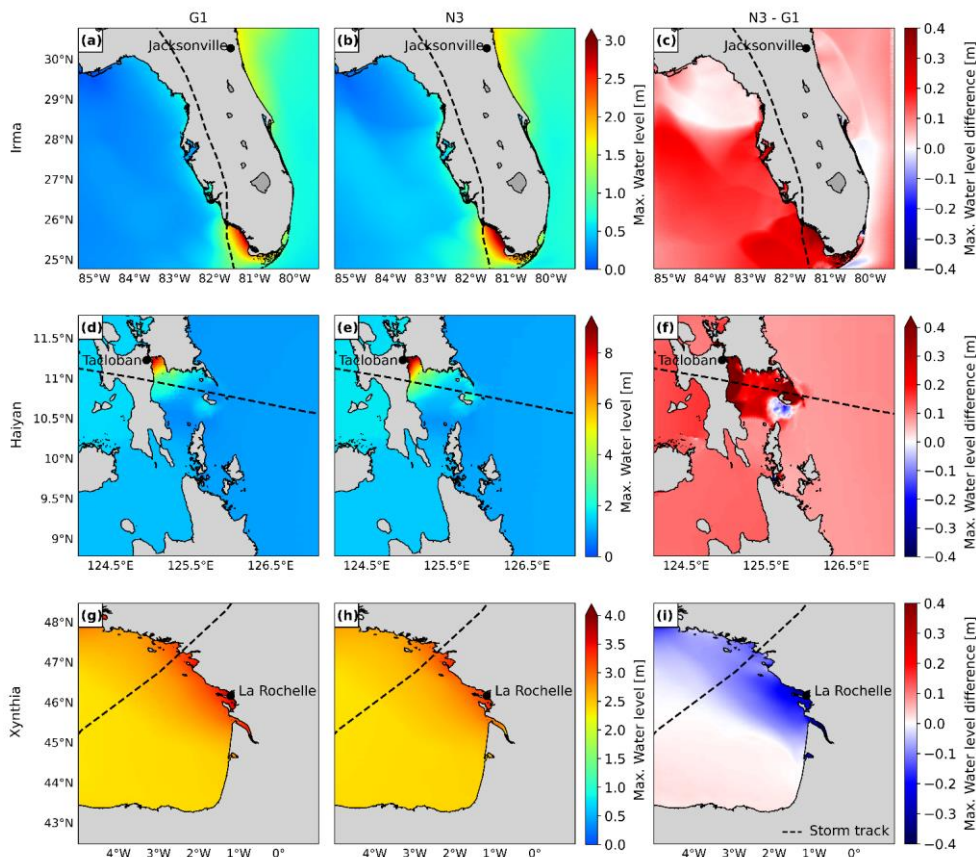 G1
N3
N3 - G1
(a)
Jacksonville
(b)
Jacksonville
(c)
Jacksonville
30°N
29°N
28°N
27°N
26°N
25°N
Irma
85°W 84°W 83°W 82°W 81°W 80°W
85°W 84°W 83°W 82°W 81°W 80°W
85°W 84°W 83°W 82°W 81°W 80°W
3.0
2.5
2.0
1.5
1.0
0.5
0.0
Max. Water level [m]
0.4
0.3
0.2
0.1
0.0
−0.1
−0.2
−0.3
−0.4
Max. Water level difference [m]
(d)
Tacloban
(e)
Tacloban
(f)
Tacloban
11.5°N
11°N
10.5°N
10°N
9.5°N
9°N
Haiyan
124.5°E 125.5°E 126.5°E
124.5°E 125.5°E 126.5°E
124.5°E 125.5°E 126.5°E
8
6
4
2
0
Max. Water level [m]
0.4
0.3
0.2
0.1
0.0
−0.1
−0.2
−0.3
−0.4
Max. Water level difference [m]
(g)
La Rochelle
(h)
La Rochelle
(i)
La Rochelle
48°N
47°N
46°N
45°N
44°N
43°N
Xynthia
4°W 3°W 2°W 1°W 0°
4°W 3°W 2°W 1°W 0°
4°W 3°W 2°W 1°W 0°
4.0
3.5
3.0
2.5
2.0
1.5
1.0
0.5
0.0
Max. Water level [m]
0.4
0.3
0.2
0.1
0.0
−0.1
−0.2
−0.3
−0.4
Max. Water level difference [m]
Storm track